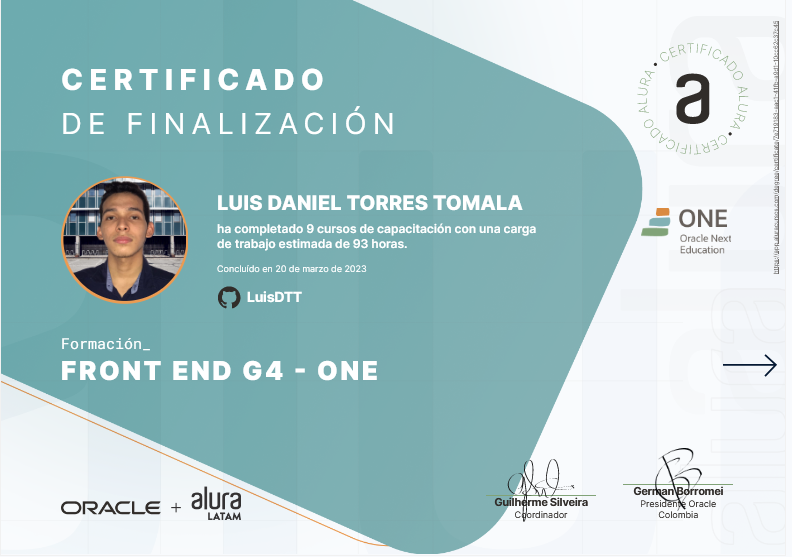 CERTIFICADO
DE FINALIZACIÓN
LUIS DANIEL TORRES TOMALA
ha completado 9 cursos de capacitación con una carga
de trabajo estimada de 93 horas.
Concluído en 20 de marzo de 2023
LuisDTT
Formación_
FRONT END G4 - ONE
ORACLE + alura
LATAM
CERTIFICADO ALURA
CERTIFICADO ALURA
a
ONE
Oracle Next
Education
Guilherme Silveira
Coordinador
German Borromei
Presidente Oracle
Colombia
alura